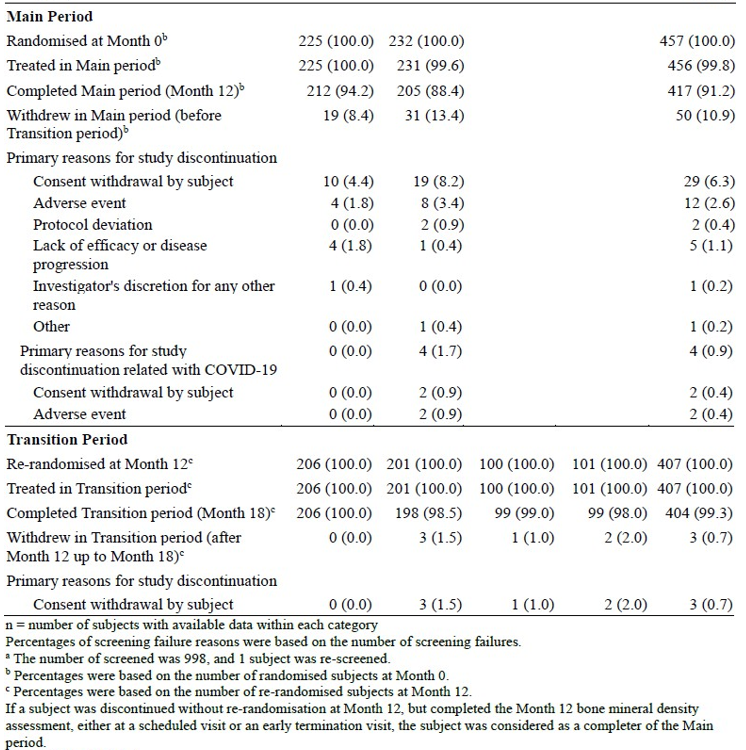 Main Period
Randomised at Month 0ᵇ 225 (100.0) 232 (100.0) 457 (100.0)
Treated in Main periodᵇ 225 (100.0) 231 (99.6) 456 (99.8)
Completed Main period (Month 12)ᵇ 212 (94.2) 205 (88.4) 417 (91.2)
Withdrew in Main period (before 19 (8.4) 31 (13.4) 50 (10.9)
Transition period)ᵇ
Primary reasons for study discontinuation
Consent withdrawal by subject 10 (4.4) 19 (8.2) 29 (6.3)
Adverse event 4 (1.8) 8 (3.4) 12 (2.6)
Protocol deviation 0 (0.0) 2 (0.9) 2 (0.4)
Lack of efficacy or disease 4 (1.8) 1 (0.4) 5 (1.1)
progression
Investigator's discretion for any other 1 (0.4) 0 (0.0) 1 (0.2)
reason
Other 0 (0.0) 1 (0.4) 1 (0.2)
Primary reasons for study 0 (0.0) 4 (1.7) 4 (0.9)
discontinuation related with COVID-19
Consent withdrawal by subject 0 (0.0) 2 (0.9) 2 (0.4)
Adverse event 0 (0.0) 2 (0.9) 2 (0.4)
Transition Period
Re-randomised at Month 12ᶜ 206 (100.0) 201 (100.0) 100 (100.0) 101 (100.0) 407 (100.0)
Treated in Transition periodᶜ 206 (100.0) 201 (100.0) 100 (100.0) 101 (100.0) 407 (100.0)
Completed Transition period (Month 18)ᶜ 206 (100.0) 198 (98.5) 99 (99.0) 99 (98.0) 404 (99.3)
Withdrew in Transition period (after 0 (0.0) 3 (1.5) 1 (1.0) 2 (2.0) 3 (0.7)
Month 12 up to Month 18)ᶜ
Primary reasons for study discontinuation
Consent withdrawal by subject 0 (0.0) 3 (1.5) 1 (1.0) 2 (2.0) 3 (0.7)
n = number of subjects with available data within each category
Percentages of screening failure reasons were based on the number of screening failures.
ᵃ The number of screened was 998, and 1 subject was re-screened.
ᵇ Percentages were based on the number of randomised subjects at Month 0.
ᶜ Percentages were based on the number of re-randomised subjects at Month 12.
If a subject was discontinued without re-randomisation at Month 12, but completed the Month 12 bone mineral density
assessment, either at a scheduled visit or an early termination visit, the subject was considered as a completer of the Main
period.